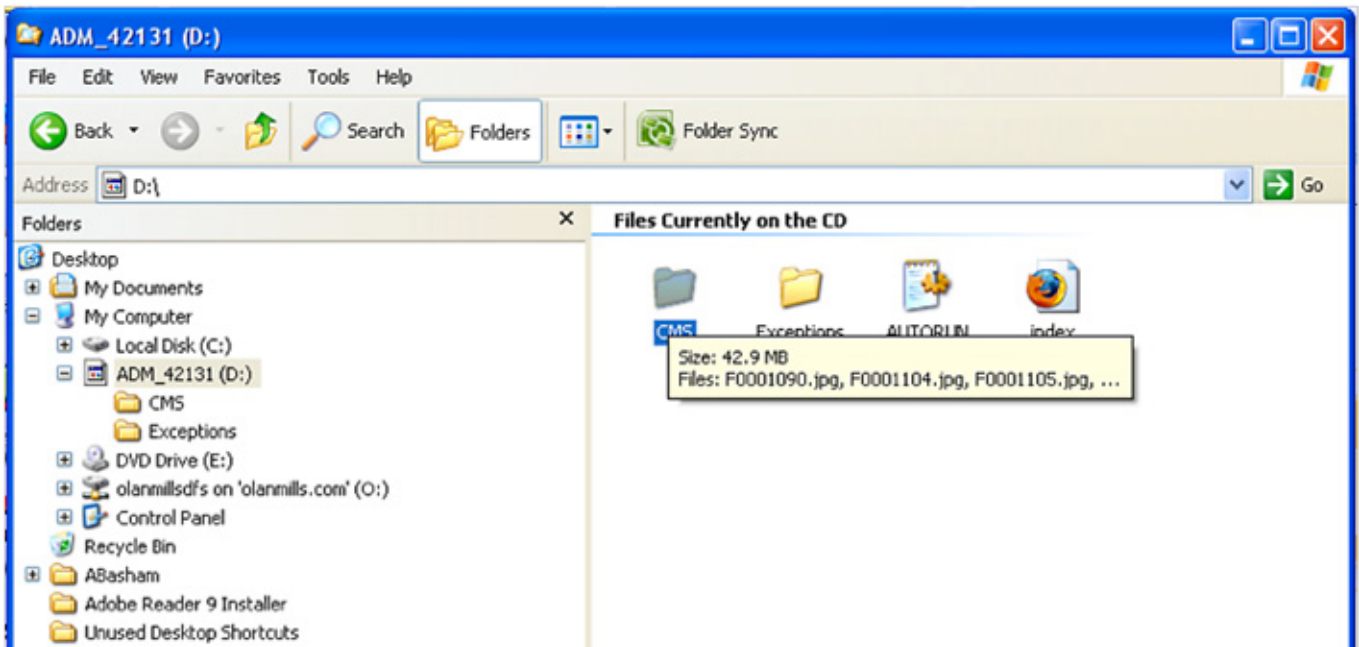 ADM_42131 (D:)
File Edit View Favorites Tools Help
Back Search Folders Folder Sync
Address D:\ Go
Folders
Files Currently on the CD
Desktop
My Documents
My Computer
Local Disk (C:)
ADM_42131 (D:)
CMS
Exceptions
DVD Drive (E:)
olanmillsdfs on 'olanmills.com' (O:)
Control Panel
Recycle Bin
ABasham
Adobe Reader 9 Installer
Unused Desktop Shortcuts
CMS Exceptions AUTORUN index
Size: 42.9 MB
Files: F0001090.jpg, F0001104.jpg, F0001105.jpg, ...